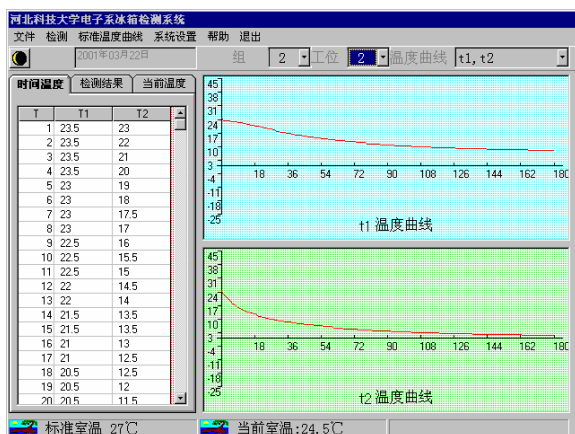 河北科技大学电子系冰箱检测系统
文件 检测 标准温度曲线 系统设置 帮助 退出
2001年03月22日 组 2 工位 2 温度曲线 t1,t2
时间温度 检测结果 当前温度
T T1 T2
1 23.5 23
2 23.5 22
3 23.5 21
4 23.5 20
5 23 19
6 23 18
7 23 17.5
8 23 17
9 22.5 16
10 22.5 15.5
11 22.5 15
12 22 14.5
13 22 14
14 21.5 13.5
15 21.5 13.5
16 21 13
17 21 12.5
18 20.5 12.5
19 20.5 12
20 20.5 11.5
45
38
31
24
17
10
3
-4
-11
-18
-25
18 36 54 72 90 108 126 144 162 180
t1 温度曲线
45
38
31
24
17
10
3
-4
-11
-18
-25
18 36 54 72 90 108 126 144 162 180
t2 温度曲线
标准室温 27℃ 当前室温:24.5℃